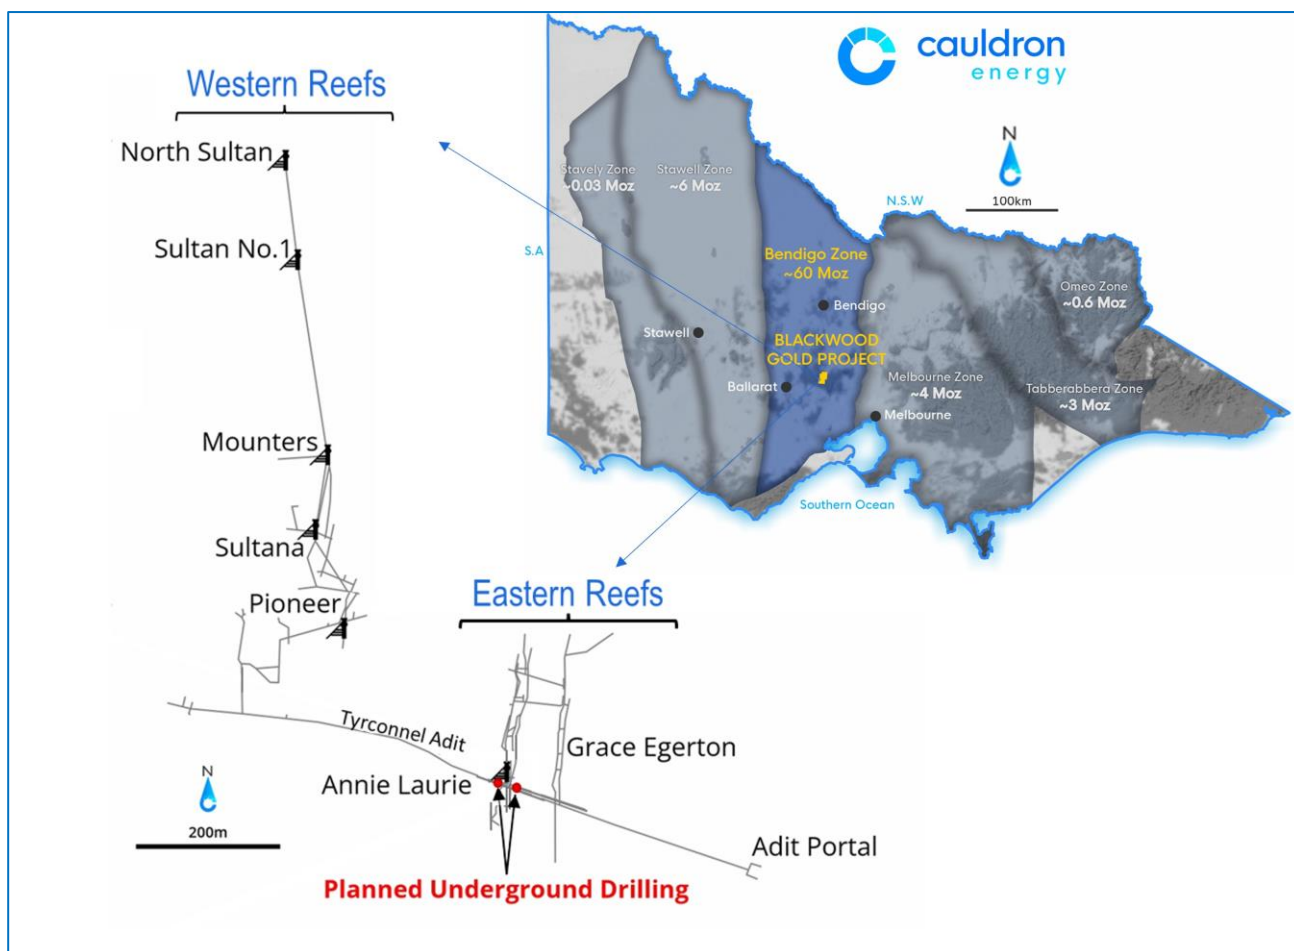 cauldron
energy
Western Reefs
North Sultan
Sultan No.1
Mounters
Sultana
Pioneer
N
100km
N.S.W
S.A
Stavely Zone
~0.03 Moz
Stawell Zone
~6 Moz
Bendigo Zone
~60 Moz
Omeo Zone
~0.6 Moz
Bendigo
Stawell
BLACKWOOD
GOLD PROJECT
Ballarat
Melbourne Zone
~4 Moz
Tabberabbera Zone
~3 Moz
Melbourne
Southern Ocean
Eastern Reefs
Tyrconnel Adit
Grace Egerton
Annie Laurie
N
200m
Adit Portal
Planned Underground Drilling